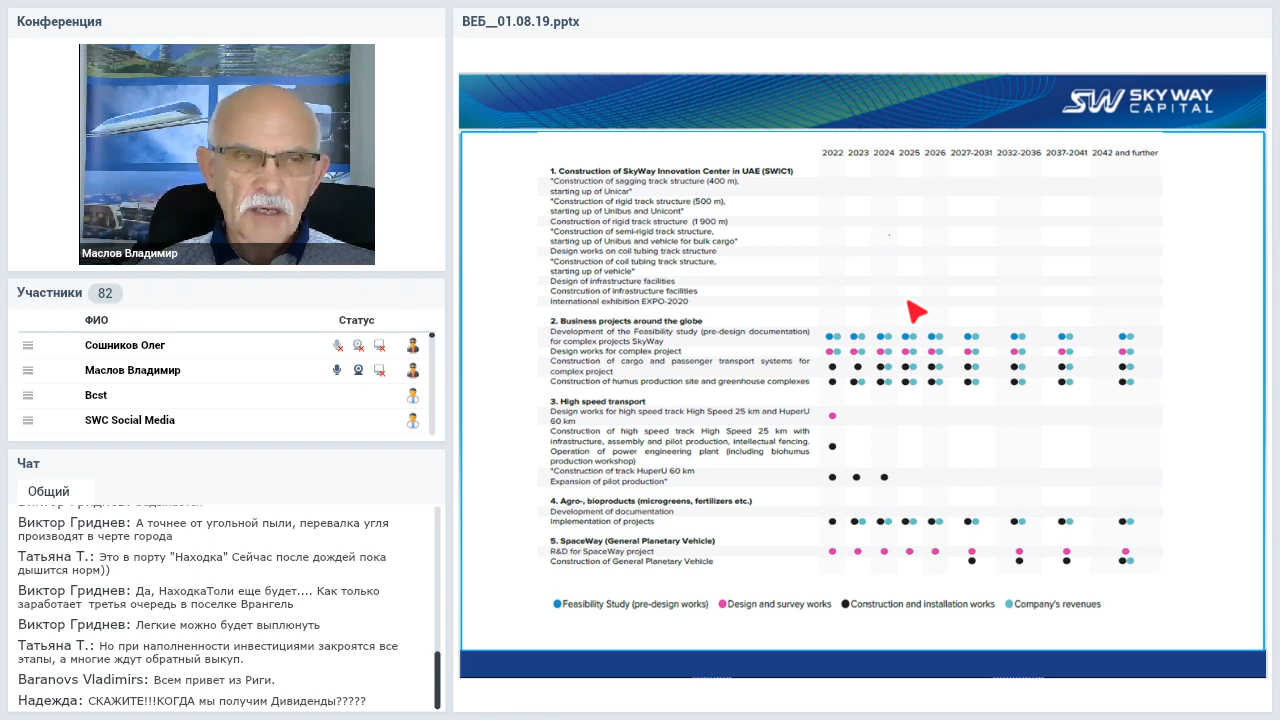 Конференция
Маслов Владимир
Участники 82
ФИО Статус
Сошников Олег
Маслов Владимир
Bcst
SWC Social Media
Чат
Общий
Виктор Гриднев: А точнее от угольной пыли, перевалка угля
производят в черте города
Татьяна Т.: Это в порту "Находка" Сейчас после дождей пока
дышится норм))
Виктор Гриднев: Да, НаходкаТоли еще будет.... Как только
заработает третья очередь в поселке Врангель
Виктор Гриднев: Легкие можно будет выплюнуть
Татьяна Т.: Но при наполненности инвестициями закроятся все
этапы, а многие ждут обратный выкуп.
Baranovs Vladimirs: Всем привет из Риги.
Надежда: СКАЖИТЕ!!!КОГДА мы получим Дивиденды?????
ВЕБ__01.08.19.pptx
SW SKY WAY
CAPITAL
2022 2023 2024 2025 2026 2027-2031 2032-2036 2037-2041 2042 and further
1. Construction of SkyWay Innovation Center in UAE (SWIC1)
"Construction of sagging track structure (400 m),
starting up of Unicar"
"Construction of rigid track structure (500 m),
starting up of Unibus and Unicont"
Construction of rigid track structure (1 900 m)
"Construction of semi-rigid track structure,
starting up of Unibus and vehicle for bulk cargo"
Design works on coil tubing track structure
"Construction of coil tubing track structure,
starting up of vehicle"
Design of infrastructure facilities
Constrcution of infrastructure facilities
International exhibition EXPO-2020
2. Business projects around the globe
Development of the Feasibility study (pre-design documentation)
for complex projects SkyWay
Design works for complex project
Construction of cargo and passenger transport systems for
complex project
Construction of humus production site and greenhouse complexes
3. High speed transport
Design works for high speed track High Speed 25 km and HuperU
60 km
Construction of high speed track High Speed 25 km with
infrastructure, assembly and pilot production, intellectual fencing.
Operation of power engineering plant (including biohumus
production workshop)
"Construction of track HuperU 60 km
Expansion of pilot production"
4. Agro-, bioproducts (microgreens, fertilizers etc.)
Development of documentation
Implementation of projects
5. SpaceWay (General Planetary Vehicle)
R&D for SpaceWay project
Construction of General Planetary Vehicle
Feasibility Study (pre-design works) Design and survey works Construction and installation works Company's revenues